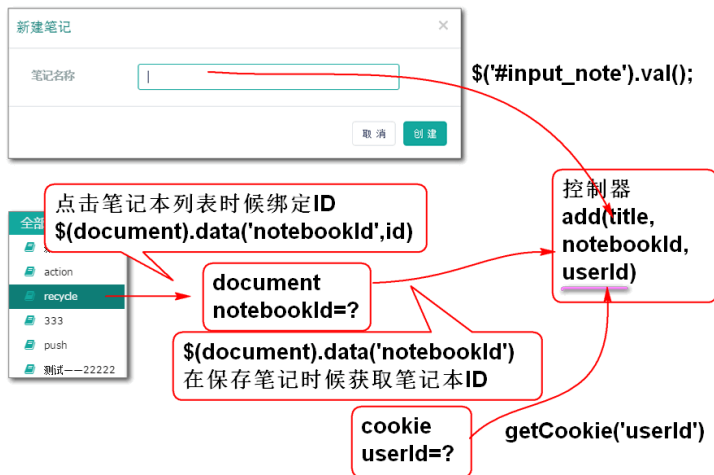 新建笔记
×
笔记名称
$('#input_note').val();
取 消
创 建
控制器
add(title,
notebookId,
userId)
点击笔记本列表时候绑定ID
$(document).data('notebookId',id)
全部
action
recycle
333
push
测试——22222
document
notebookId=?
$(document).data('notebookId')
在保存笔记时候获取笔记本ID
cookie
userId=?
getCookie('userId')